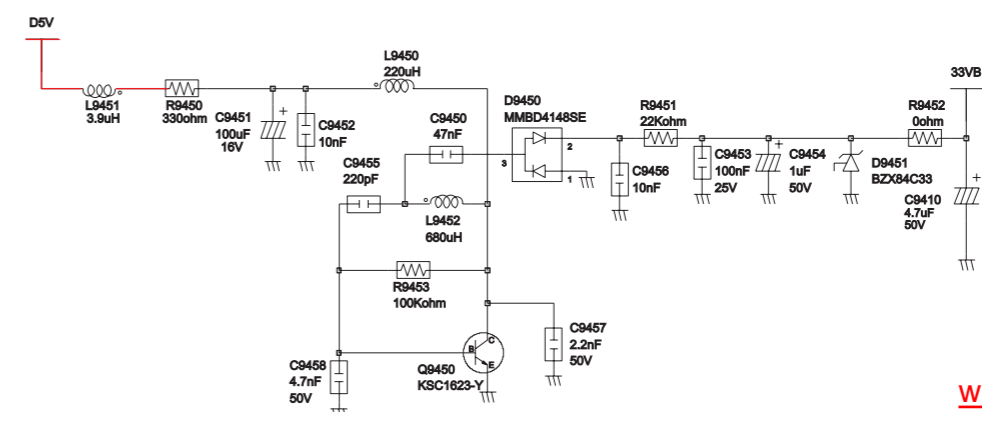 D5V
L9451
3.9uH
R9450
330ohm
C9451
100uF
16V
C9452
10nF
L9450
220uH
C9450
47nF
C9455
220pF
L9452
680uH
R9453
100Kohm
C9458
4.7nF
50V
B
C
E
Q9450
KSC1623-Y
C9457
2.2nF
50V
D9450
MMBD4148SE
3
2
1
C9456
10nF
R9451
22Kohm
C9453
100nF
25V
C9454
1uF
50V
D9451
BZX84C33
R9452
0ohm
33VB
C9410
4.7uF
50V
W